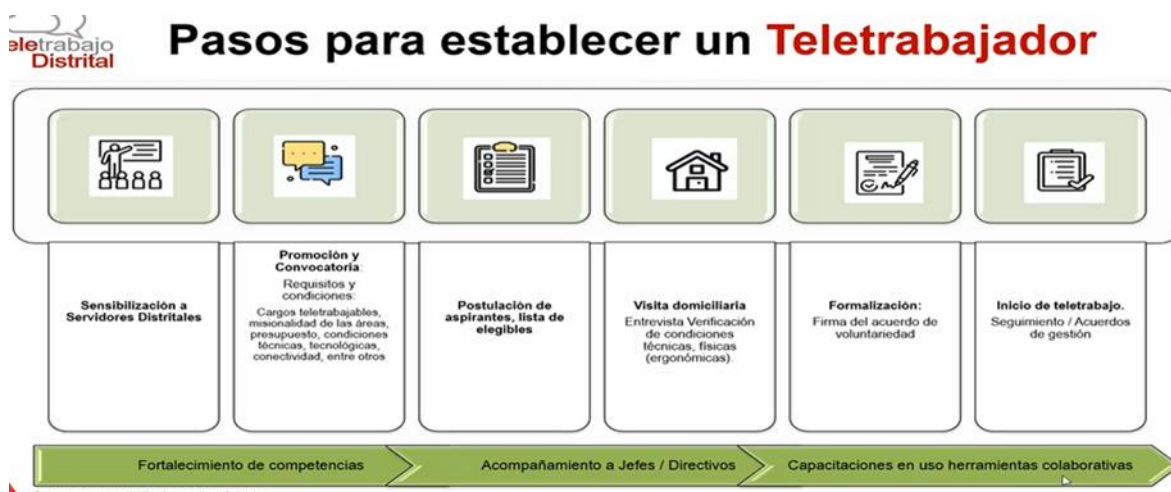 eletrabajo
Distrital
Pasos para establecer un Teletrabajador
Sensibilización a
Servidores Distritales
Promoción y
Convocatoria:
Requisitos y
condiciones:
Cargos teletrabajables,
misionalidad de las áreas,
presupuesto, condiciones
técnicas, tecnológicas,
conectividad, entre otros
Postulación de
aspirantes, lista de
elegibles
Visita domiciliaria
Entrevista Verificación
de condiciones
técnicas, físicas
(ergonómicas).
Formalización:
Firma del acuerdo de
voluntariedad
Inicio de teletrabajo.
Seguimiento / Acuerdos
de gestión
Fortalecimiento de competencias
Acompañamiento a Jefes / Directivos
Capacitaciones en uso herramientas colaborativas